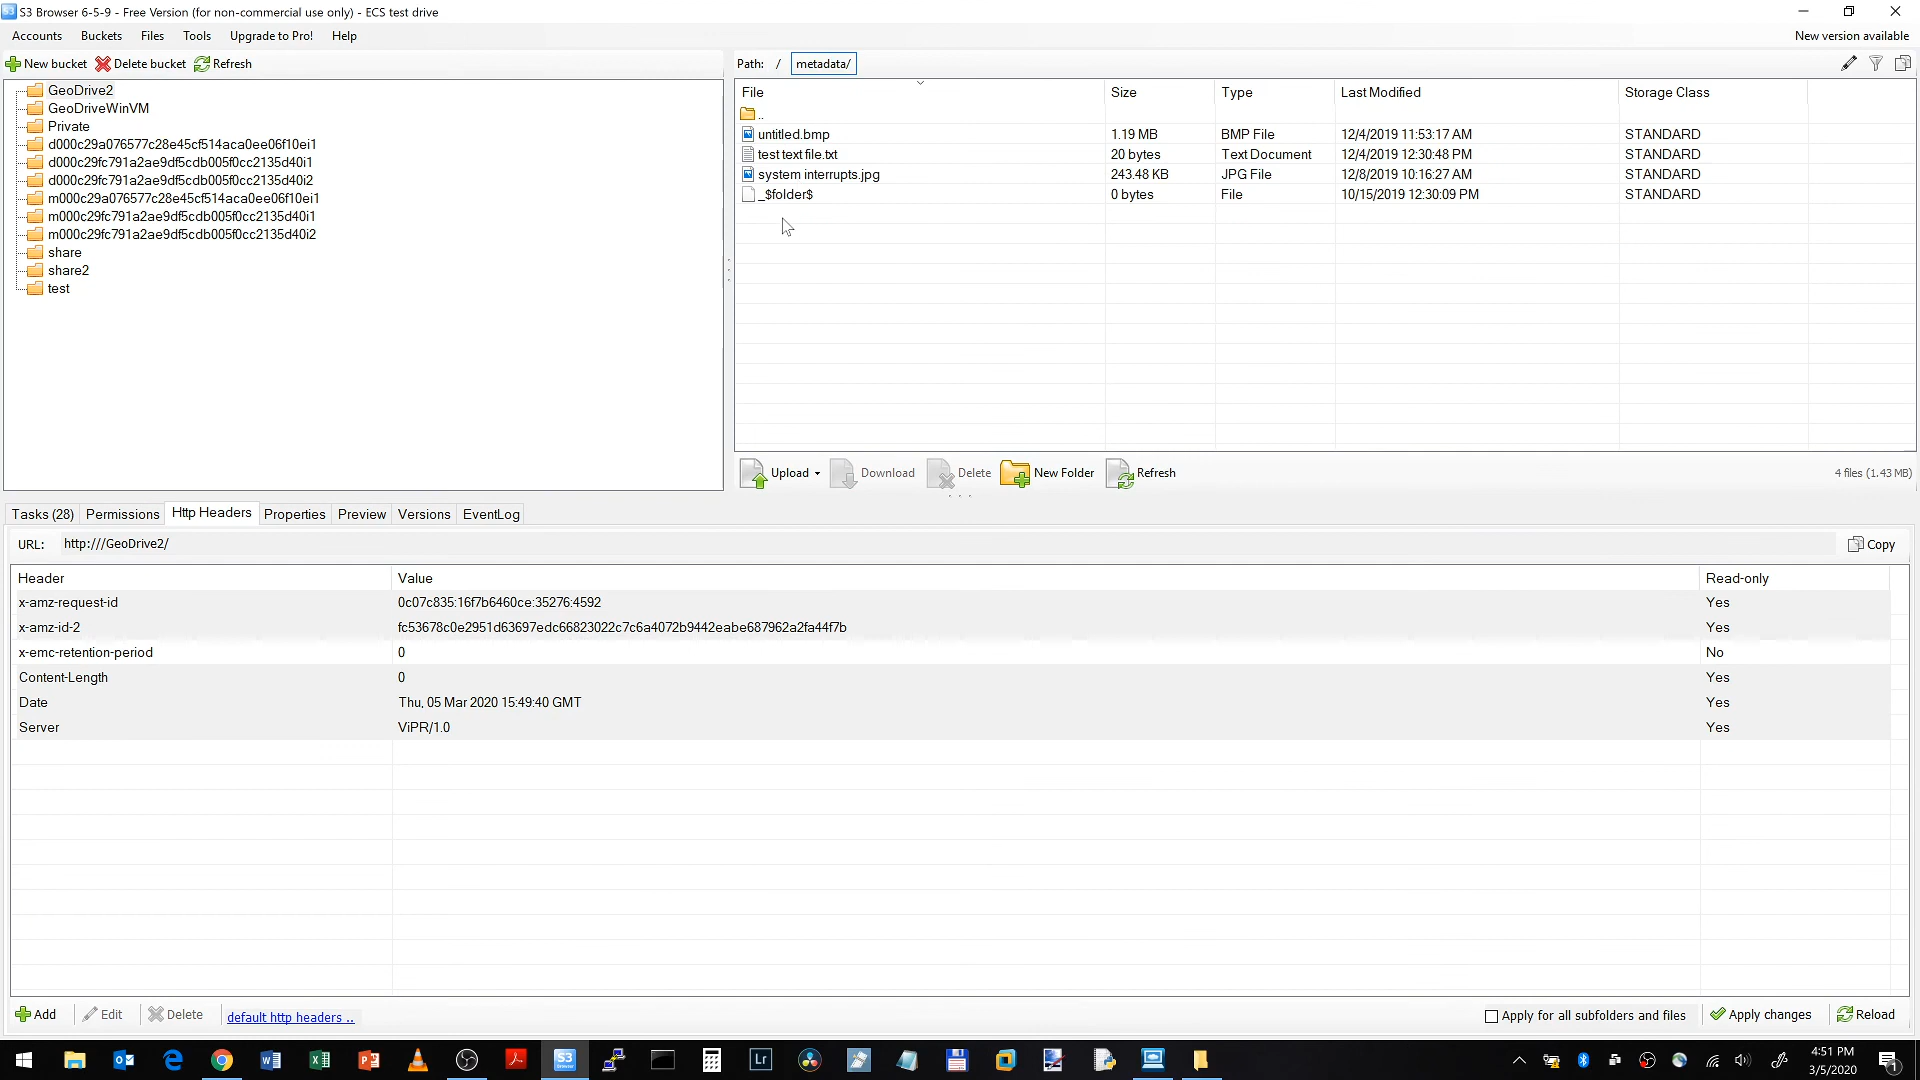 S3 Browser 6-5-9 - Free Version (for non-commercial use only) - ECS test drive
Accounts Buckets Files Tools Upgrade to Pro! Help New version available
New bucket Delete bucket Refresh
GeoDrive2
GeoDriveWinVM
Private
d000c29a076577c28e45cf514aca0ee06f10ei1
d000c29fc791a2ae9df5cdb005f0cc2135d40i1
d000c29fc791a2ae9df5cdb005f0cc2135d40i2
m000c29a076577c28e45cf514aca0ee06f10ei1
m000c29fc791a2ae9df5cdb005f0cc2135d40i1
m000c29fc791a2ae9df5cdb005f0cc2135d40i2
share
share2
test
Path: / metadata/
File Size Type Last Modified Storage Class
..
untitled.bmp 1.19 MB BMP File 12/4/2019 11:53:17 AM STANDARD
test text file.txt 20 bytes Text Document 12/4/2019 12:30:48 PM STANDARD
system interrupts.jpg 243.48 KB JPG File 12/8/2019 10:16:27 AM STANDARD
_$folder$ 0 bytes File 10/15/2019 12:30:09 PM STANDARD
Upload Download Delete New Folder Refresh 4 files (1.43 MB)
Tasks (28) Permissions Http Headers Properties Preview Versions EventLog
URL: http:///GeoDrive2/ Copy
Header Value Read-only
x-amz-request-id 0c07c835:16f7b6460ce:35276:4592 Yes
x-amz-id-2 fc53678c0e2951d63697edc66823022c7c6a4072b9442eabe687962a2fa44f7b Yes
x-emc-retention-period 0 No
Content-Length 0 Yes
Date Thu, 05 Mar 2020 15:49:40 GMT Yes
Server ViPR/1.0 Yes
Add Edit Delete default http headers .. Apply for all subfolders and files Apply changes Reload
S3 Browser
Lr
4:51 PM
3/5/2020
1